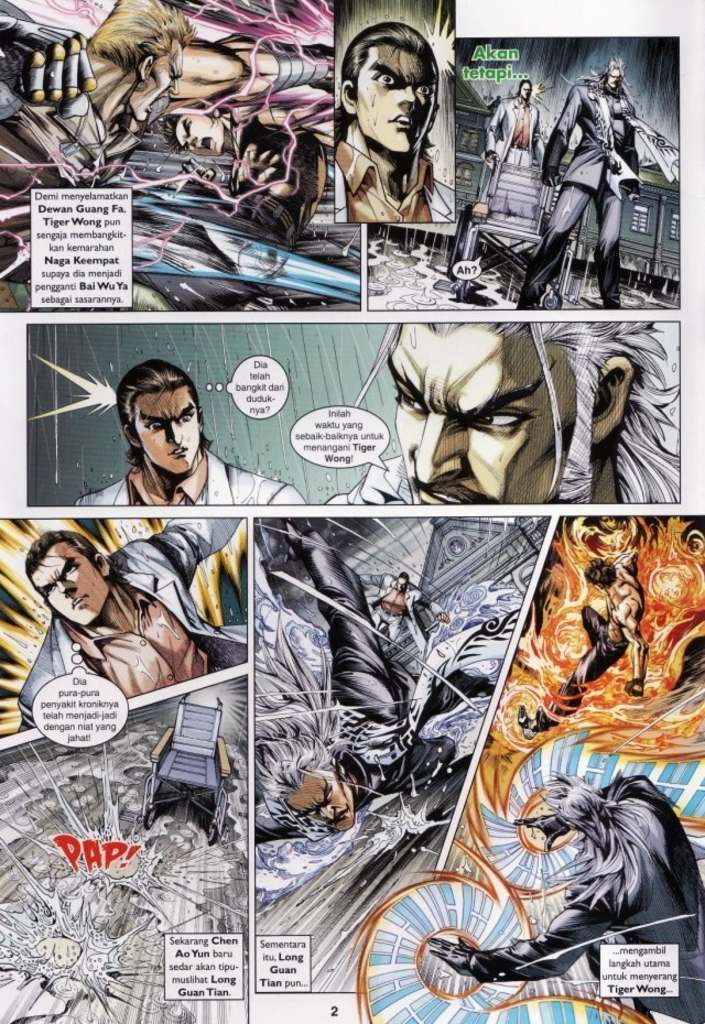 Demi menyelamatkan
Dewan Guang Fa,
Tiger Wong pun
sengaja membangkit-
kan kemarahan
Naga Keempat
supaya dia menjadi
pengganti Bai Wu Ya
sebagai sasarannya.
Akan
tetapi...
Ah?
Dia
telah
bangkit dari
duduk-
nya?
Inilah
waktu yang
sebaik-baiknya untuk
menangani Tiger
Wong!
Dia
pura-pura
penyakit kroniknya
telah menjadi-jadi
dengan niat yang
jahat!
PAP!
Sekarang Chen
Ao Yun baru
sedar akan tipu-
muslihat Long
Guan Tian.
Sementara
itu, Long
Guan
Tian pun...
...mengambil
langkah utama
untuk menyerang
Tiger Wong...
2